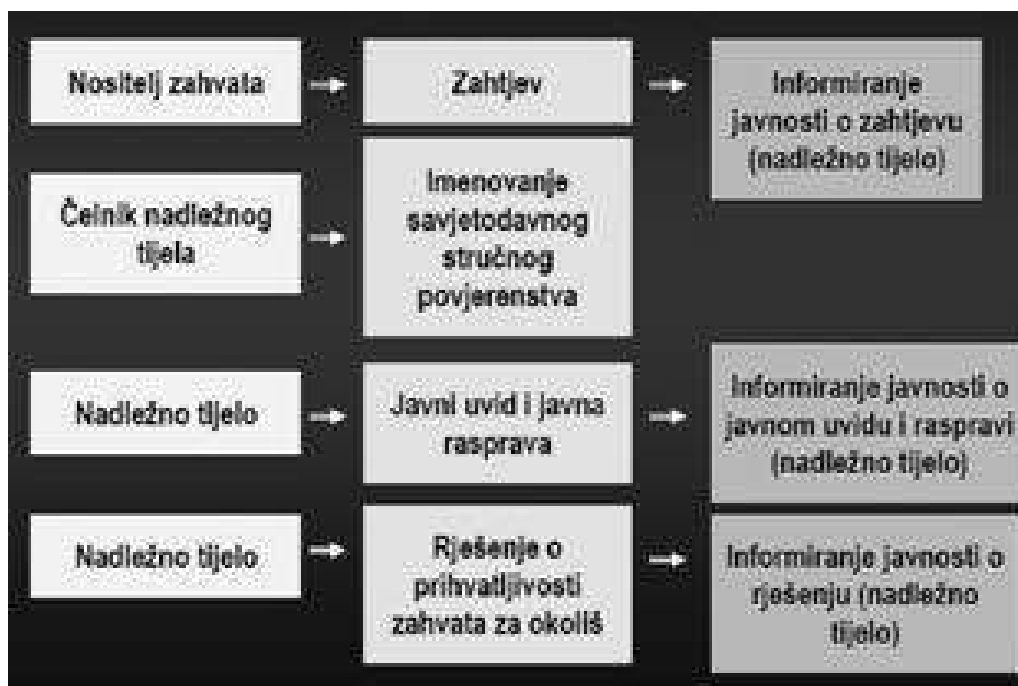 Nositelj zahvata
Zahtjev
Informiranje
javnosti o zahtjevu
(nadležno tijelo)
Čelnik nadležnog
tijela
Imenovanje
savjetodavnog
stručnog
povjerenstva
Nadležno tijelo
Javni uvid i javna
rasprava
Informiranje javnosti o
javnom uvidu i raspravi
(nadležno tijelo)
Nadležno tijelo
Rješenje o
prihvatljivosti
zahvata za okoliš
Informiranje javnosti o
rješenju (nadležno
tijelo)